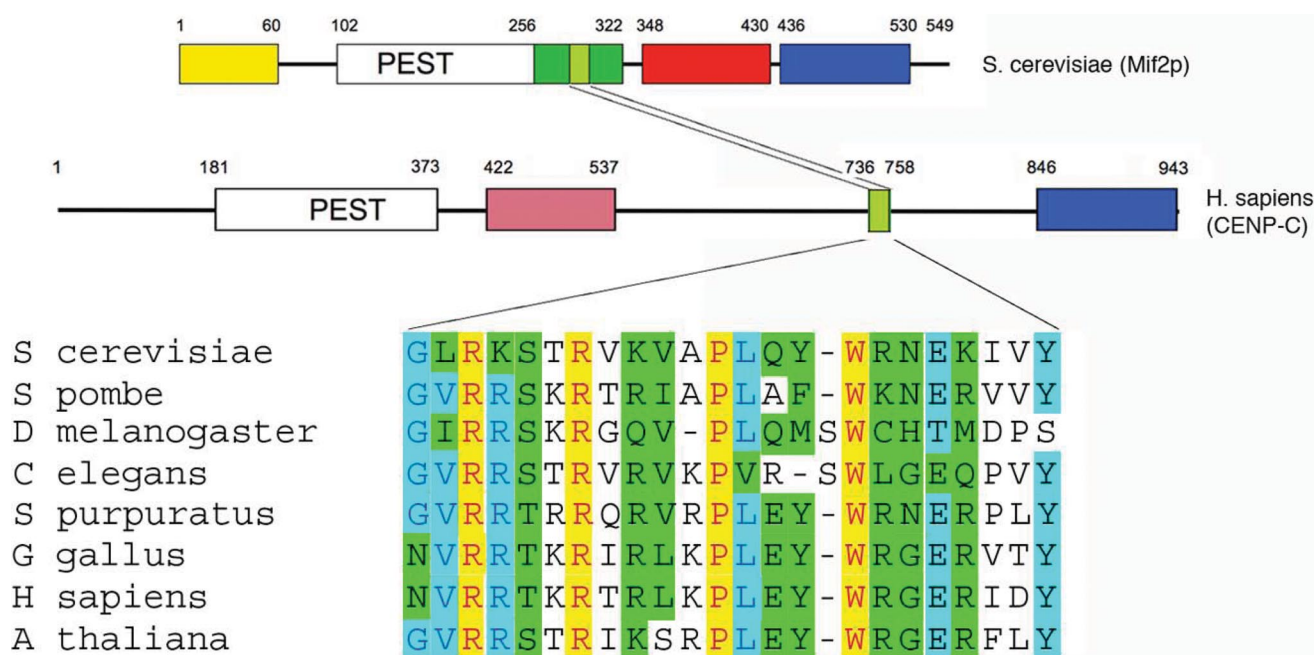 1 60 102 256 322 348 430 436 530 549
PEST
S. cerevisiae (Mif2p)
1 181 373 422 537 736 758 846 943
PEST
H. sapiens
(CENP-C)
S cerevisiae GLRKSTRVKVAPLQY-WRNEKIVY
S pombe GVRRSKRTRIAPLAF-WKNERVVY
D melanogaster GIRRSKRGQV-PLQMSWCHTMDPS
C elegans GVRRSTRVRVKPVR-SWLGEQPVY
S purpuratus GVRRTRRQRVRPLEY-WRNERPLY
G gallus NVRRTKRIRLKPLEY-WRGERVTY
H sapiens NVRRTKRTRLKPLEY-WRGERIDY
A thaliana GVRRSTRIKSRPLEY-WRGERFLY